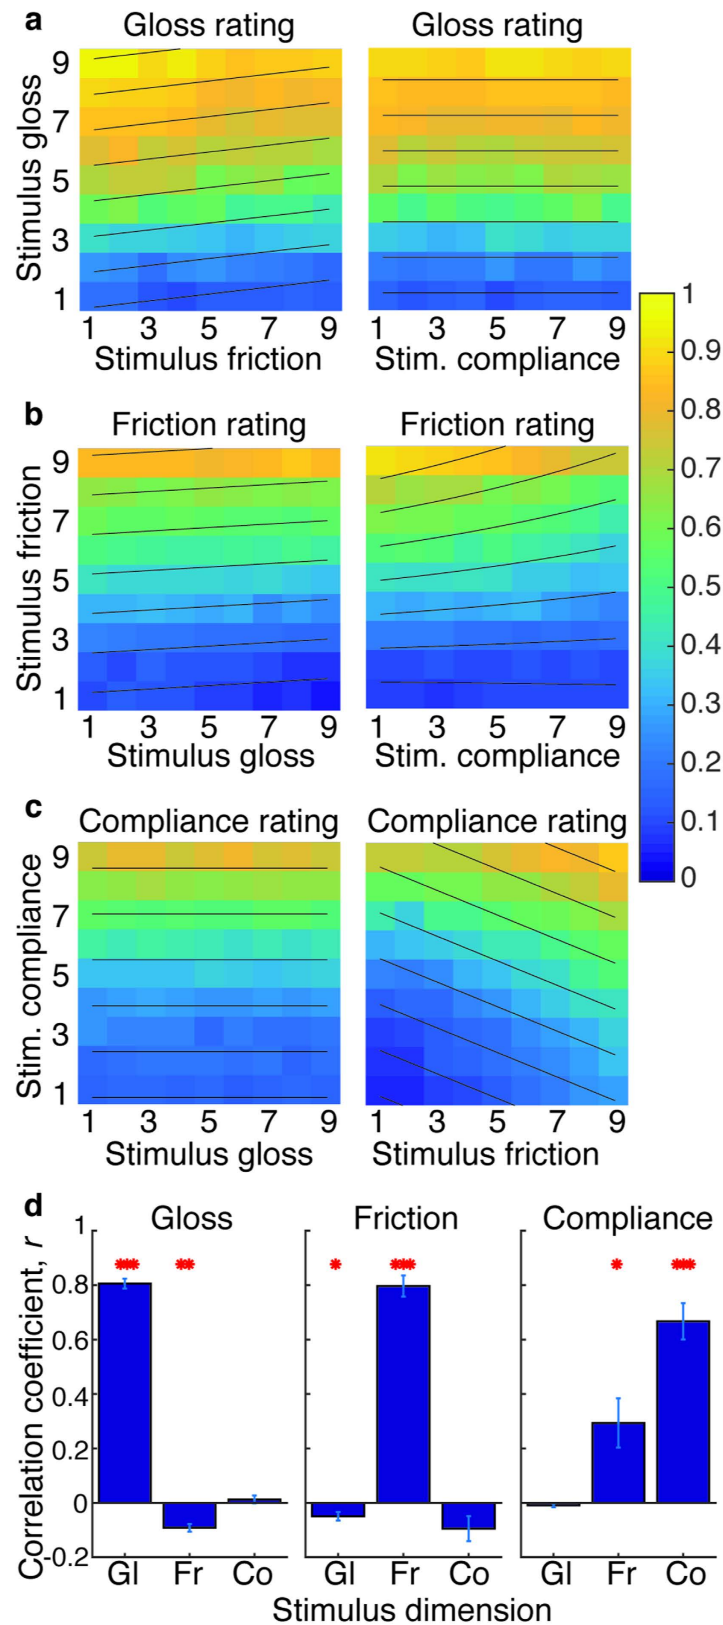 a
Gloss rating
Gloss rating
Stimulus gloss
9
7
5
3
1
1 3 5 7 9
Stimulus friction
1 3 5 7 9
Stim. compliance
1
0.9
0.8
0.7
0.6
0.5
0.4
0.3
0.2
0.1
0
b
Friction rating
Friction rating
Stimulus friction
9
7
5
3
1
1 3 5 7 9
Stimulus gloss
1 3 5 7 9
Stim. compliance
c
Compliance rating
Compliance rating
Stim. compliance
9
7
5
3
1
1 3 5 7 9
Stimulus gloss
1 3 5 7 9
Stimulus friction
d
Gloss
Friction
Compliance
Correlation coefficient, r
1
0.8
0.6
0.4
0.2
0
-0.2
***
**
*
***
*
***
Gl Fr Co
Gl Fr Co
Gl Fr Co
Stimulus dimension